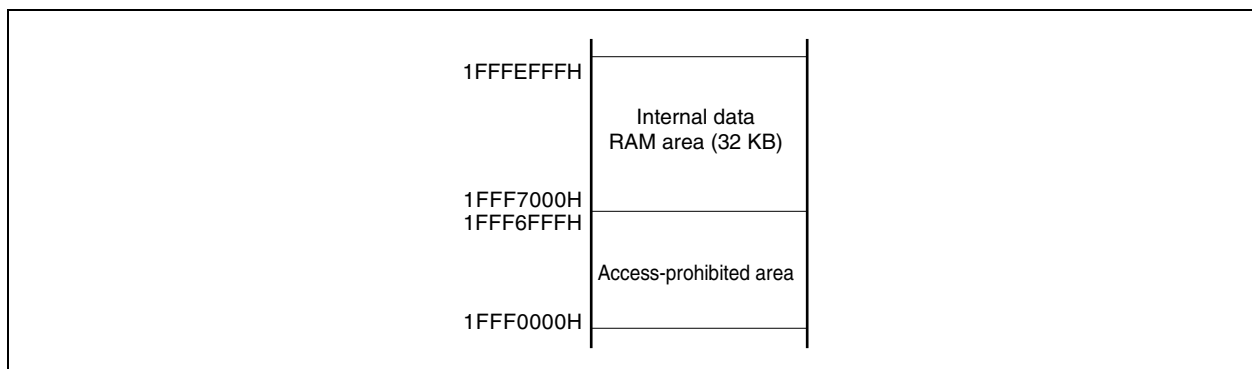 1FFFEFFFH
Internal data
RAM area (32 KB)
1FFF7000H
1FFF6FFFH
Access-prohibited area
1FFF0000H